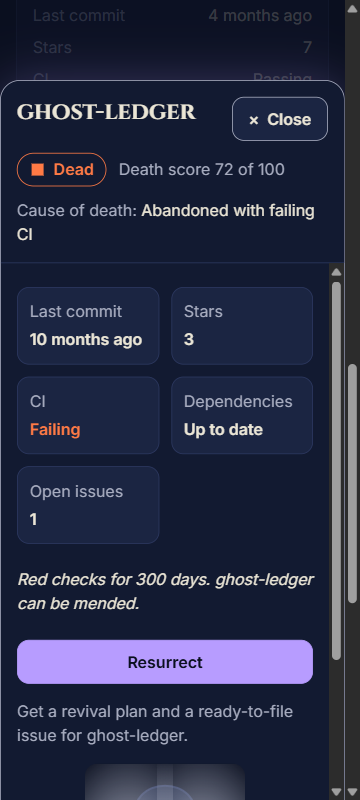 Last commit 4 months ago
Stars 7
CI Passing
GHOST-LEDGER
× Close
Dead Death score 72 of 100
Cause of death: Abandoned with failing
CI
Last commit Stars
10 months ago 3
CI Dependencies
Failing Up to date
Open issues
1
Red checks for 300 days. ghost-ledger
can be mended.
Resurrect
Get a revival plan and a ready-to-file
issue for ghost-ledger.